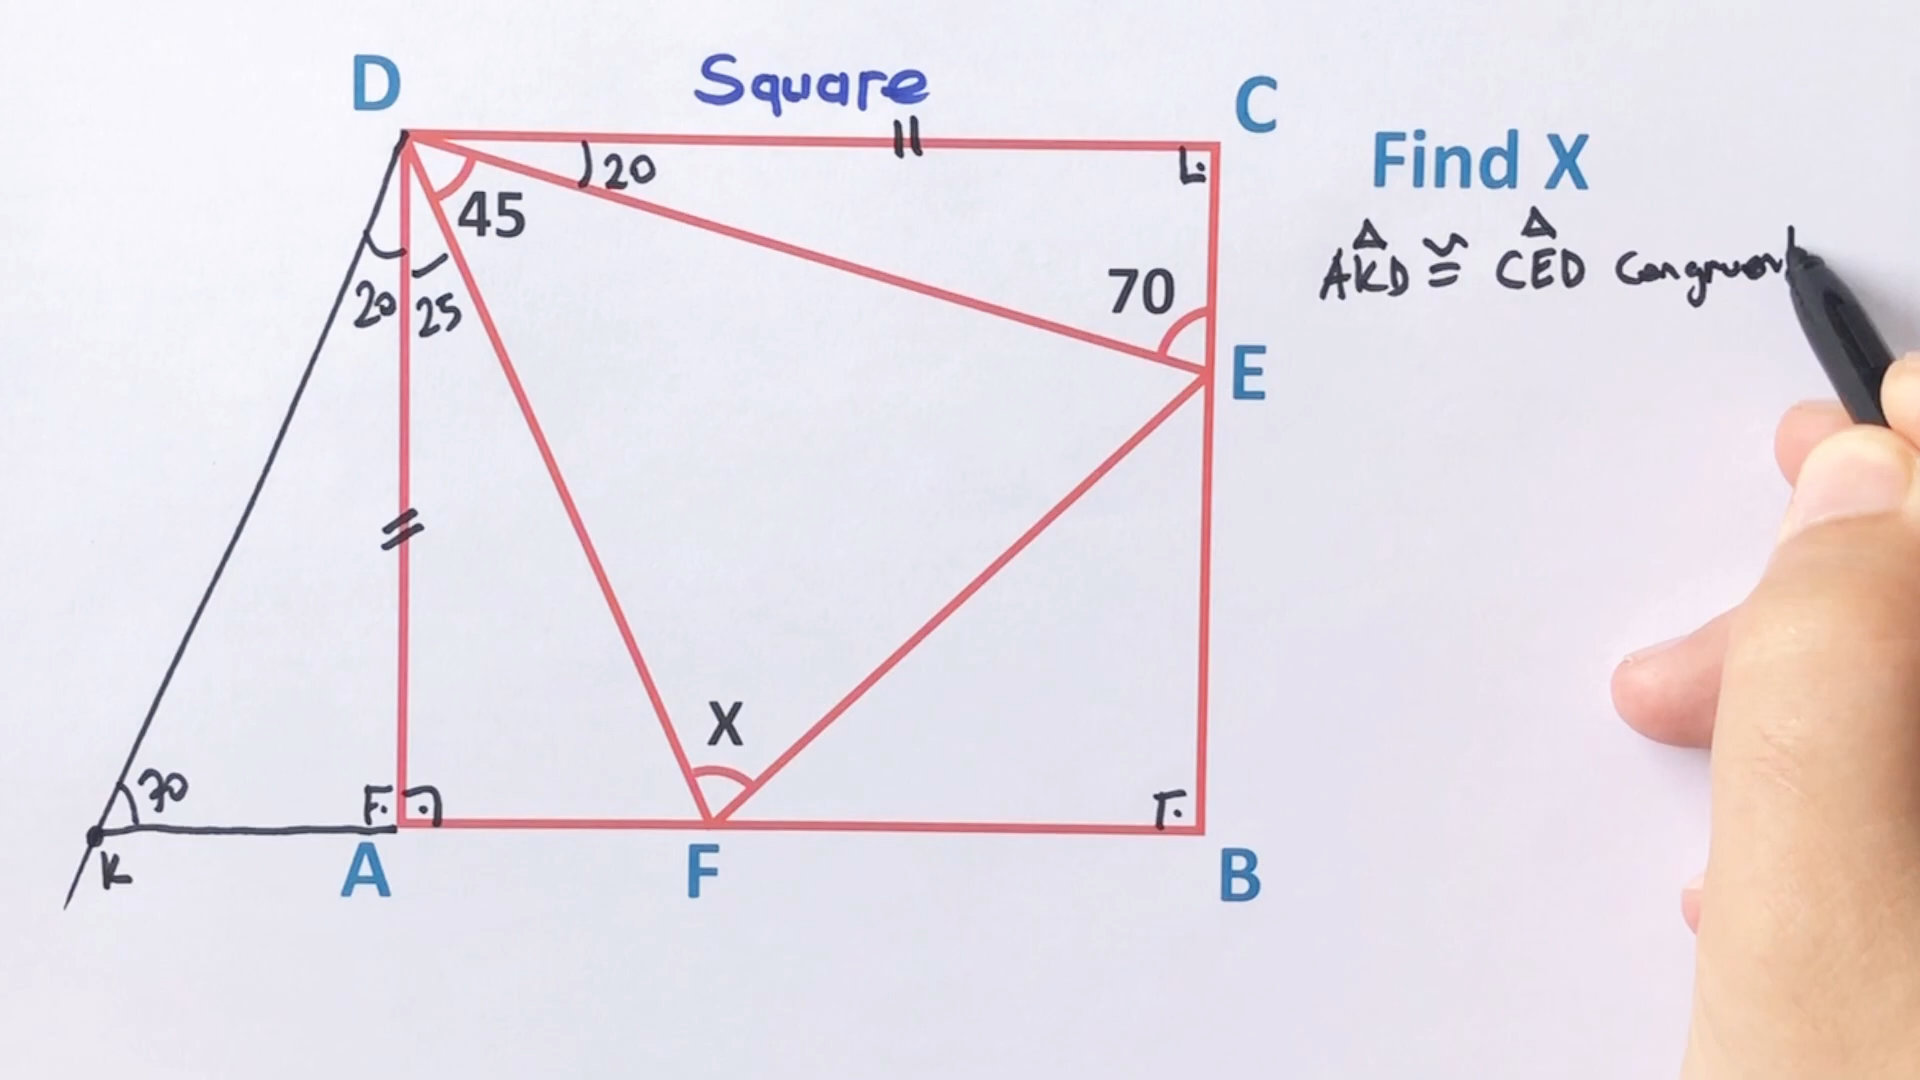 D
Square
C
Find X
20
45
AKD ≅ CED Congruent
70
20 25
E
X
70
K
A
F
B